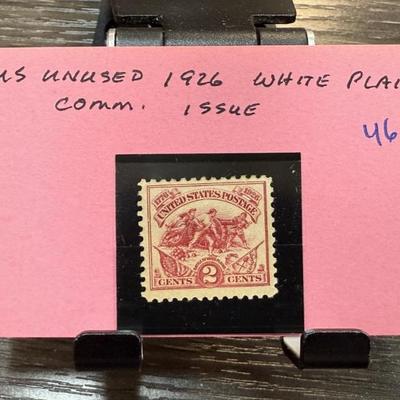 US UNUSED 1926 WHITE PLAI
COMM. ISSUE
46
1776 1926
UNITED STATES POSTAGE
2
CENTS CENTS